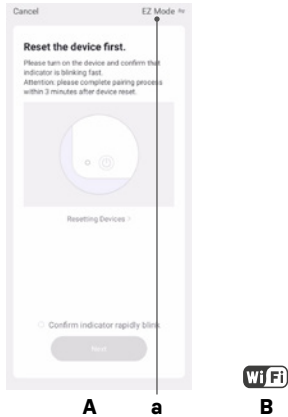 Cancel EZ Mode ⇋
Reset the device first.
Please turn on the device and confirm that
indicator is blinking fast.
Attention: please complete pairing process
within 3 minutes after device reset.
Resetting Devices >
Confirm indicator rapidly blink
Next
WiFi
A a B